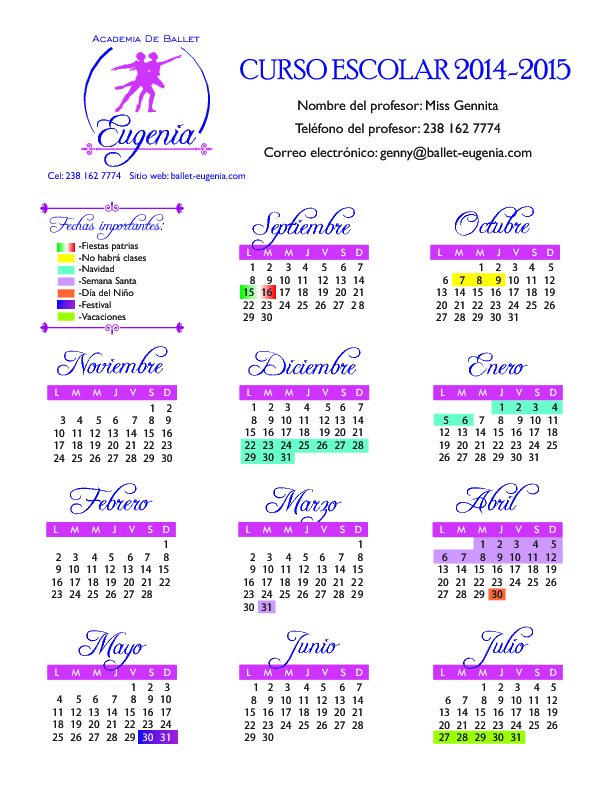 Academia De Ballet
Eugenia
Cel: 238 162 7774 Sitio web: ballet-eugenia.com
CURSO ESCOLAR 2014-2015
Nombre del profesor: Miss Gennita
Teléfono del profesor: 238 162 7774
Correo electrónico: genny@ballet-eugenia.com
Fechas importantes:
-Fiestas patrias
-No habrá clases
-Navidad
-Semana Santa
-Día del Niño
-Festival
-Vacaciones
Septiembre
L M M J V S D
1 2 3 4 5 6 7
8 9 10 11 12 13 14
15 16 17 18 19 20 21
22 23 24 25 26 27 28
29 30
Octubre
L M M J V S D
1 2 3 4 5
6 7 8 9 10 11 12
13 14 15 16 17 18 19
20 21 22 23 24 25 26
27 28 29 30 31
Noviembre
L M M J V S D
1 2
3 4 5 6 7 8 9
10 11 12 13 14 15 16
17 18 19 20 21 22 23
24 25 26 27 28 29 30
Diciembre
L M M J V S D
1 2 3 4 5 6 7
8 9 10 11 12 13 14
15 16 17 18 19 20 21
22 23 24 25 26 27 28
29 30 31
Enero
L M M J V S D
1 2 3 4
5 6 7 8 9 10 11
12 13 14 15 16 17 18
19 20 21 22 23 24 25
26 27 28 29 30 31
Febrero
L M M J V S D
1
2 3 4 5 6 7 8
9 10 11 12 13 14 15
16 17 18 19 20 21 22
23 24 25 26 27 28
Marzo
L M M J V S D
1
2 3 4 5 6 7 8
9 10 11 12 13 14 15
16 17 18 19 20 21 22
23 24 25 26 27 28 29
30 31
Abril
L M M J V S D
1 2 3 4 5
6 7 8 9 10 11 12
13 14 15 16 17 18 19
20 21 22 23 24 25 26
27 28 29 30
Mayo
L M M J V S D
1 2 3
4 5 6 7 8 9 10
11 12 13 14 15 16 17
18 19 20 21 22 23 24
25 26 27 28 29 30 31
Junio
L M M J V S D
1 2 3 4 5 6 7
8 9 10 11 12 13 14
15 16 17 18 19 20 21
22 23 24 25 26 27 28
29 30
Julio
L M M J V S D
1 2 3 4 5
6 7 8 9 10 11 12
13 14 15 16 17 18 19
20 21 22 23 24 25 26
27 28 29 30 31